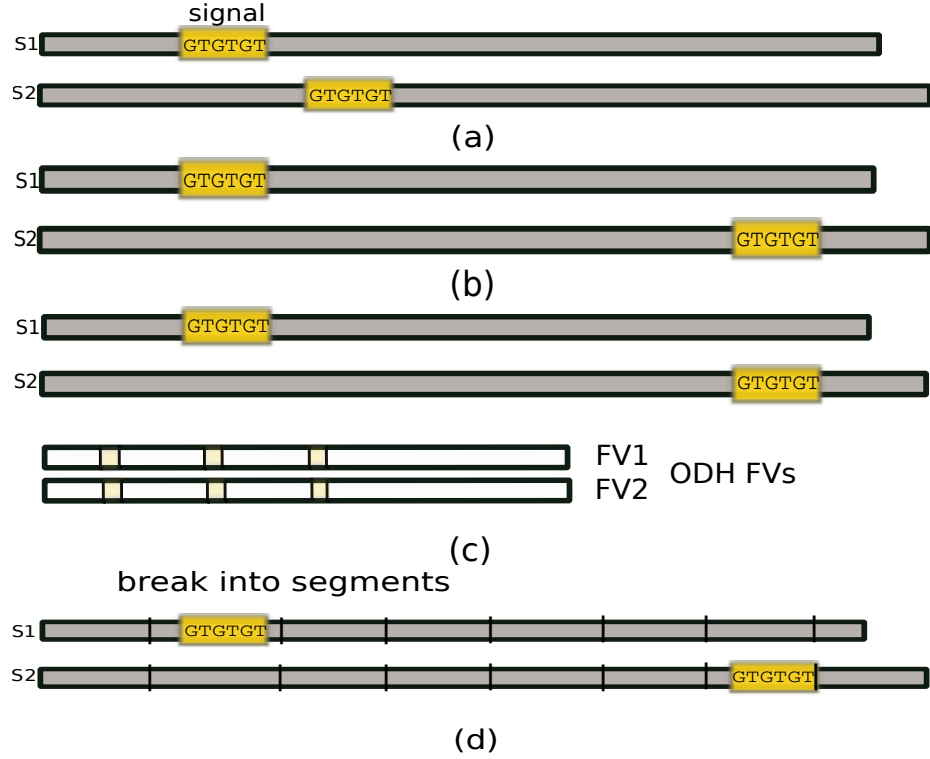 signal
S1 GTGTGT
S2 GTGTGT
(a)
S1 GTGTGT
S2 GTGTGT
(b)
S1 GTGTGT
S2 GTGTGT
FV1
FV2
ODH FVs
(c)
break into segments
S1 GTGTGT
S2 GTGTGT
(d)